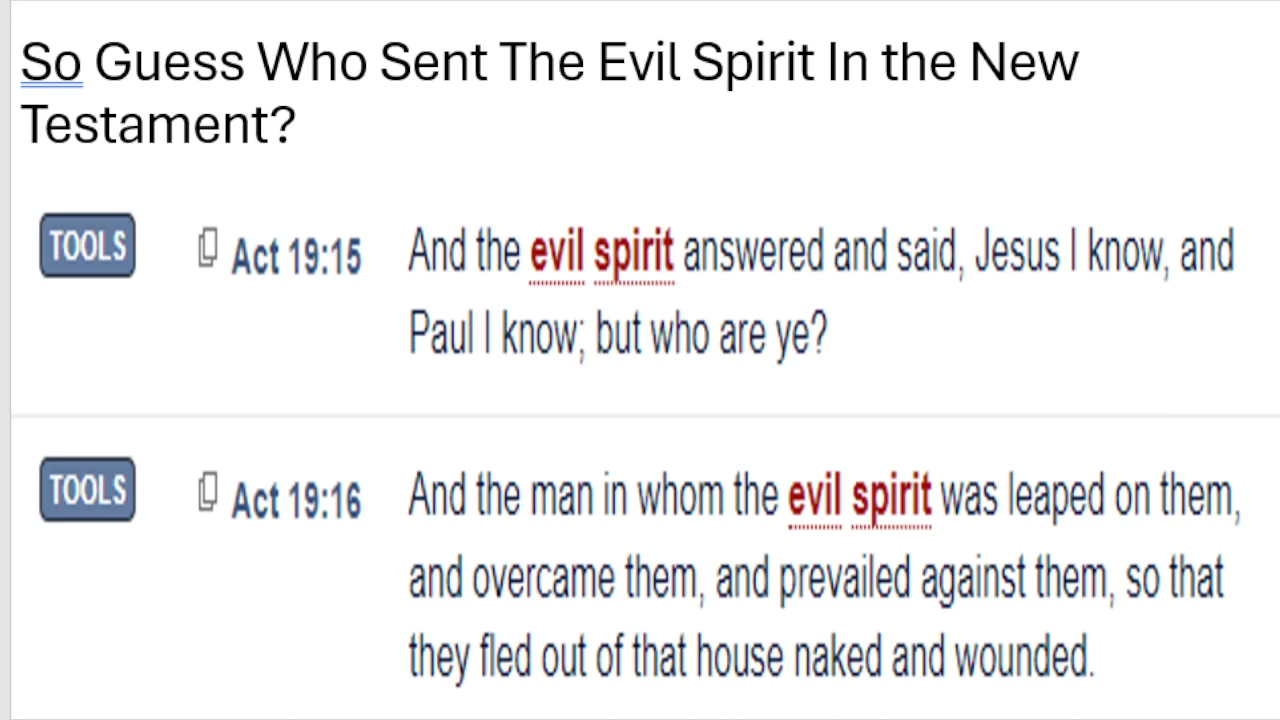 So Guess Who Sent The Evil Spirit In the New
Testament?
TOOLS Act 19:15 And the evil spirit answered and said, Jesus I know, and
Paul I know; but who are ye?
TOOLS Act 19:16 And the man in whom the evil spirit was leaped on them,
and overcame them, and prevailed against them, so that
they fled out of that house naked and wounded.